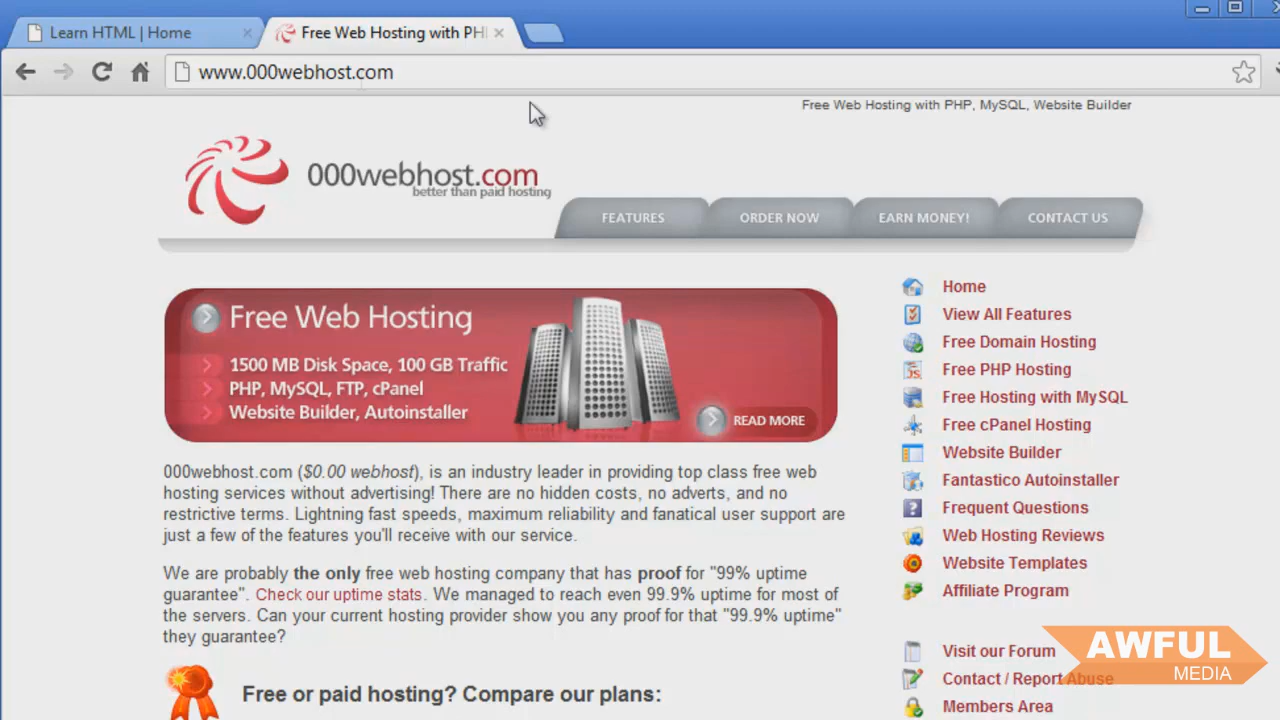 Learn HTML | Home
Free Web Hosting with PH
www.000webhost.com
Free Web Hosting with PHP, MySQL, Website Builder
000webhost.com
better than paid hosting
FEATURES
ORDER NOW
EARN MONEY!
CONTACT US
Free Web Hosting
1500 MB Disk Space, 100 GB Traffic
PHP, MySQL, FTP, cPanel
Website Builder, Autoinstaller
READ MORE
000webhost.com ($0.00 webhost), is an industry leader in providing top class free web
hosting services without advertising! There are no hidden costs, no adverts, and no
restrictive terms. Lightning fast speeds, maximum reliability and fanatical user support are
just a few of the features you'll receive with our service.
We are probably the only free web hosting company that has proof for "99% uptime
guarantee". Check our uptime stats. We managed to reach even 99.9% uptime for most of
the servers. Can your current hosting provider show you any proof for that "99.9% uptime"
they guarantee?
Free or paid hosting? Compare our plans:
Home
View All Features
Free Domain Hosting
Free PHP Hosting
Free Hosting with MySQL
Free cPanel Hosting
Website Builder
Fantastico Autoinstaller
Frequent Questions
Web Hosting Reviews
Website Templates
Affiliate Program
Visit our Forum
Contact / Report Abuse
Members Area
AWFUL
MEDIA